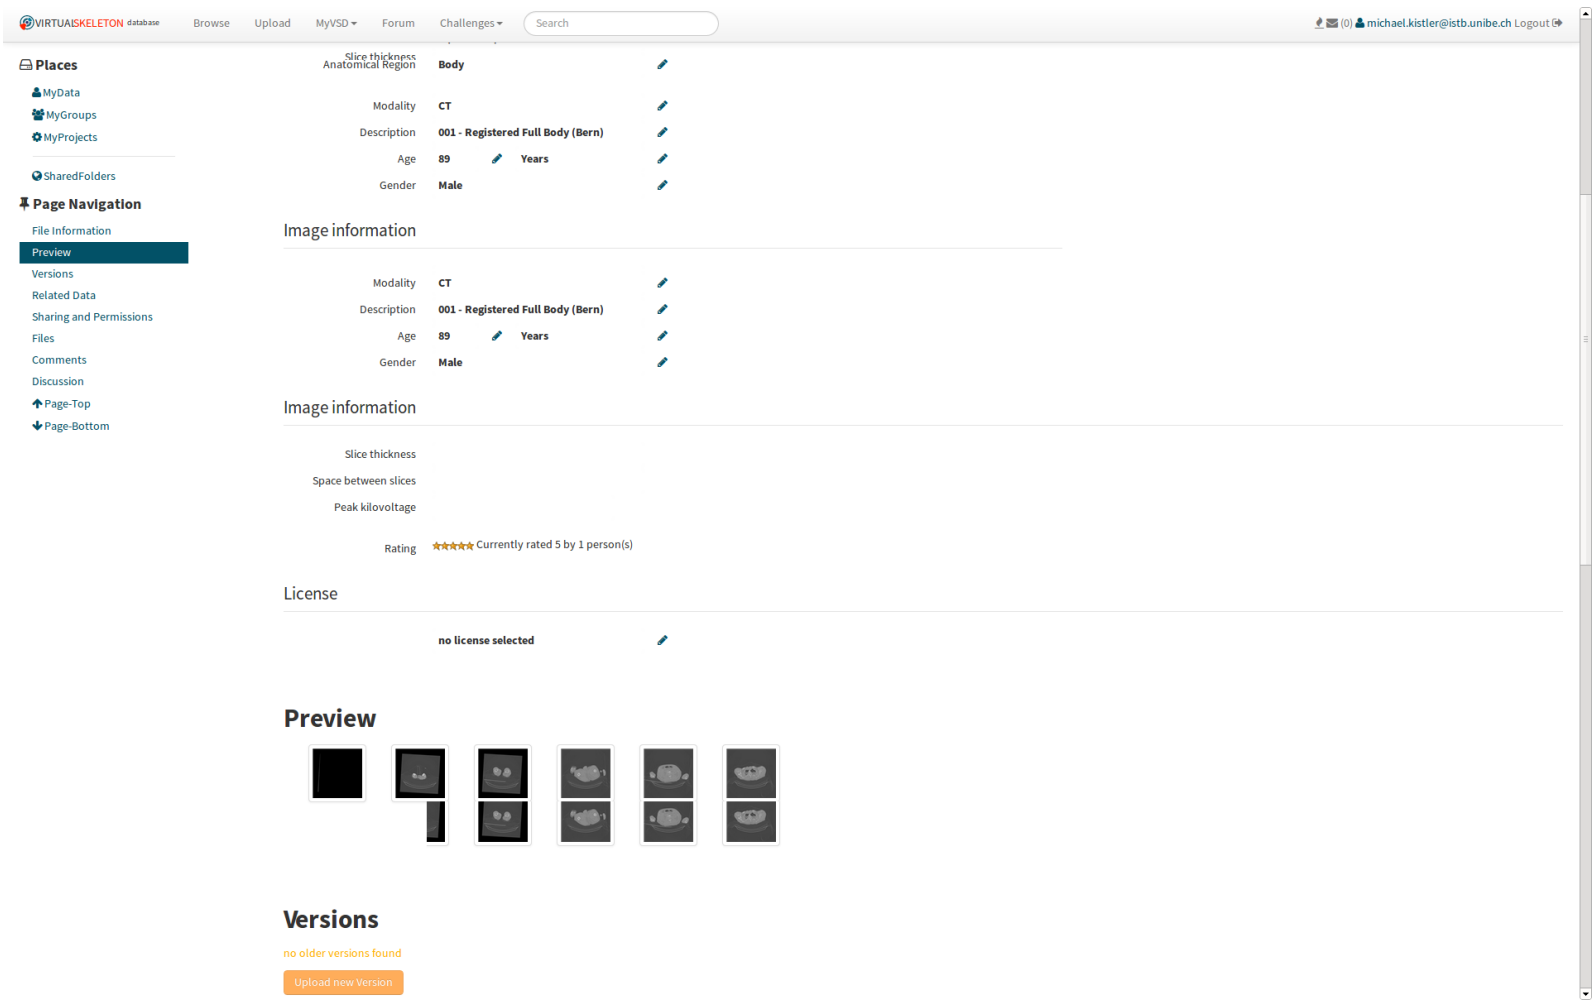 VIRTUALSKELETON database Browse Upload MyVSD Forum Challenges Search (0) michael.kistler@istb.unibe.ch Logout
Places
MyData
MyGroups
MyProjects
SharedFolders
Page Navigation
File Information
Preview
Versions
Related Data
Sharing and Permissions
Files
Comments
Discussion
Page-Top
Page-Bottom
Slice thickness
Anatomical Region Body
Modality CT
Description 001 - Registered Full Body (Bern)
Age 89 Years
Gender Male
Image information
Modality CT
Description 001 - Registered Full Body (Bern)
Age 89 Years
Gender Male
Image information
Slice thickness
Space between slices
Peak kilovoltage
Rating Currently rated 5 by 1 person(s)
License
no license selected
Preview
Versions
no older versions found
Upload new Version